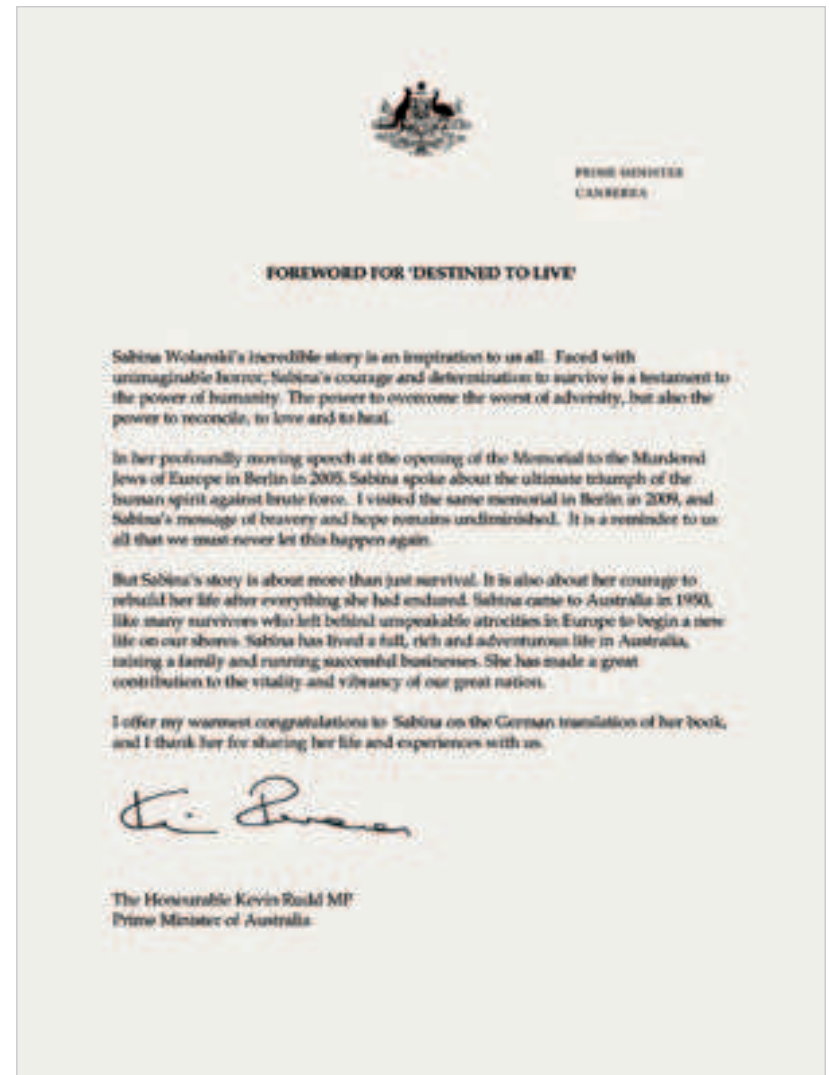 PRIME MINISTER
CANBERRA
FOREWORD FOR 'DESTINED TO LIVE'
Sabina Wolanski's incredible story is an inspiration to us all. Faced with
unimaginable horror, Sabina's courage and determination to survive is a testament to
the power of humanity. The power to overcome the worst of adversity, but also the
power to reconcile, to love and to heal.
In her profoundly moving speech at the opening of the Memorial to the Murdered
Jews of Europe in Berlin in 2005, Sabina spoke about the ultimate triumph of the
human spirit against brute force. I visited the same memorial in Berlin in 2009, and
Sabina's message of bravery and hope remains undiminished. It is a reminder to us
all that we must never let this happen again.
But Sabina's story is about more than just survival. It is also about her courage to
rebuild her life after everything she had endured. Sabina came to Australia in 1950,
like many survivors who left behind unspeakable atrocities in Europe to begin a new
life on our shores. Sabina has lived a full, rich and adventurous life in Australia,
raising a family and running successful businesses. She has made a great
contribution to the vitality and vibrancy of our great nation.
I offer my warmest congratulations to Sabina on the German translation of her book,
and I thank her for sharing her life and experiences with us.
The Honourable Kevin Rudd MP
Prime Minister of Australia